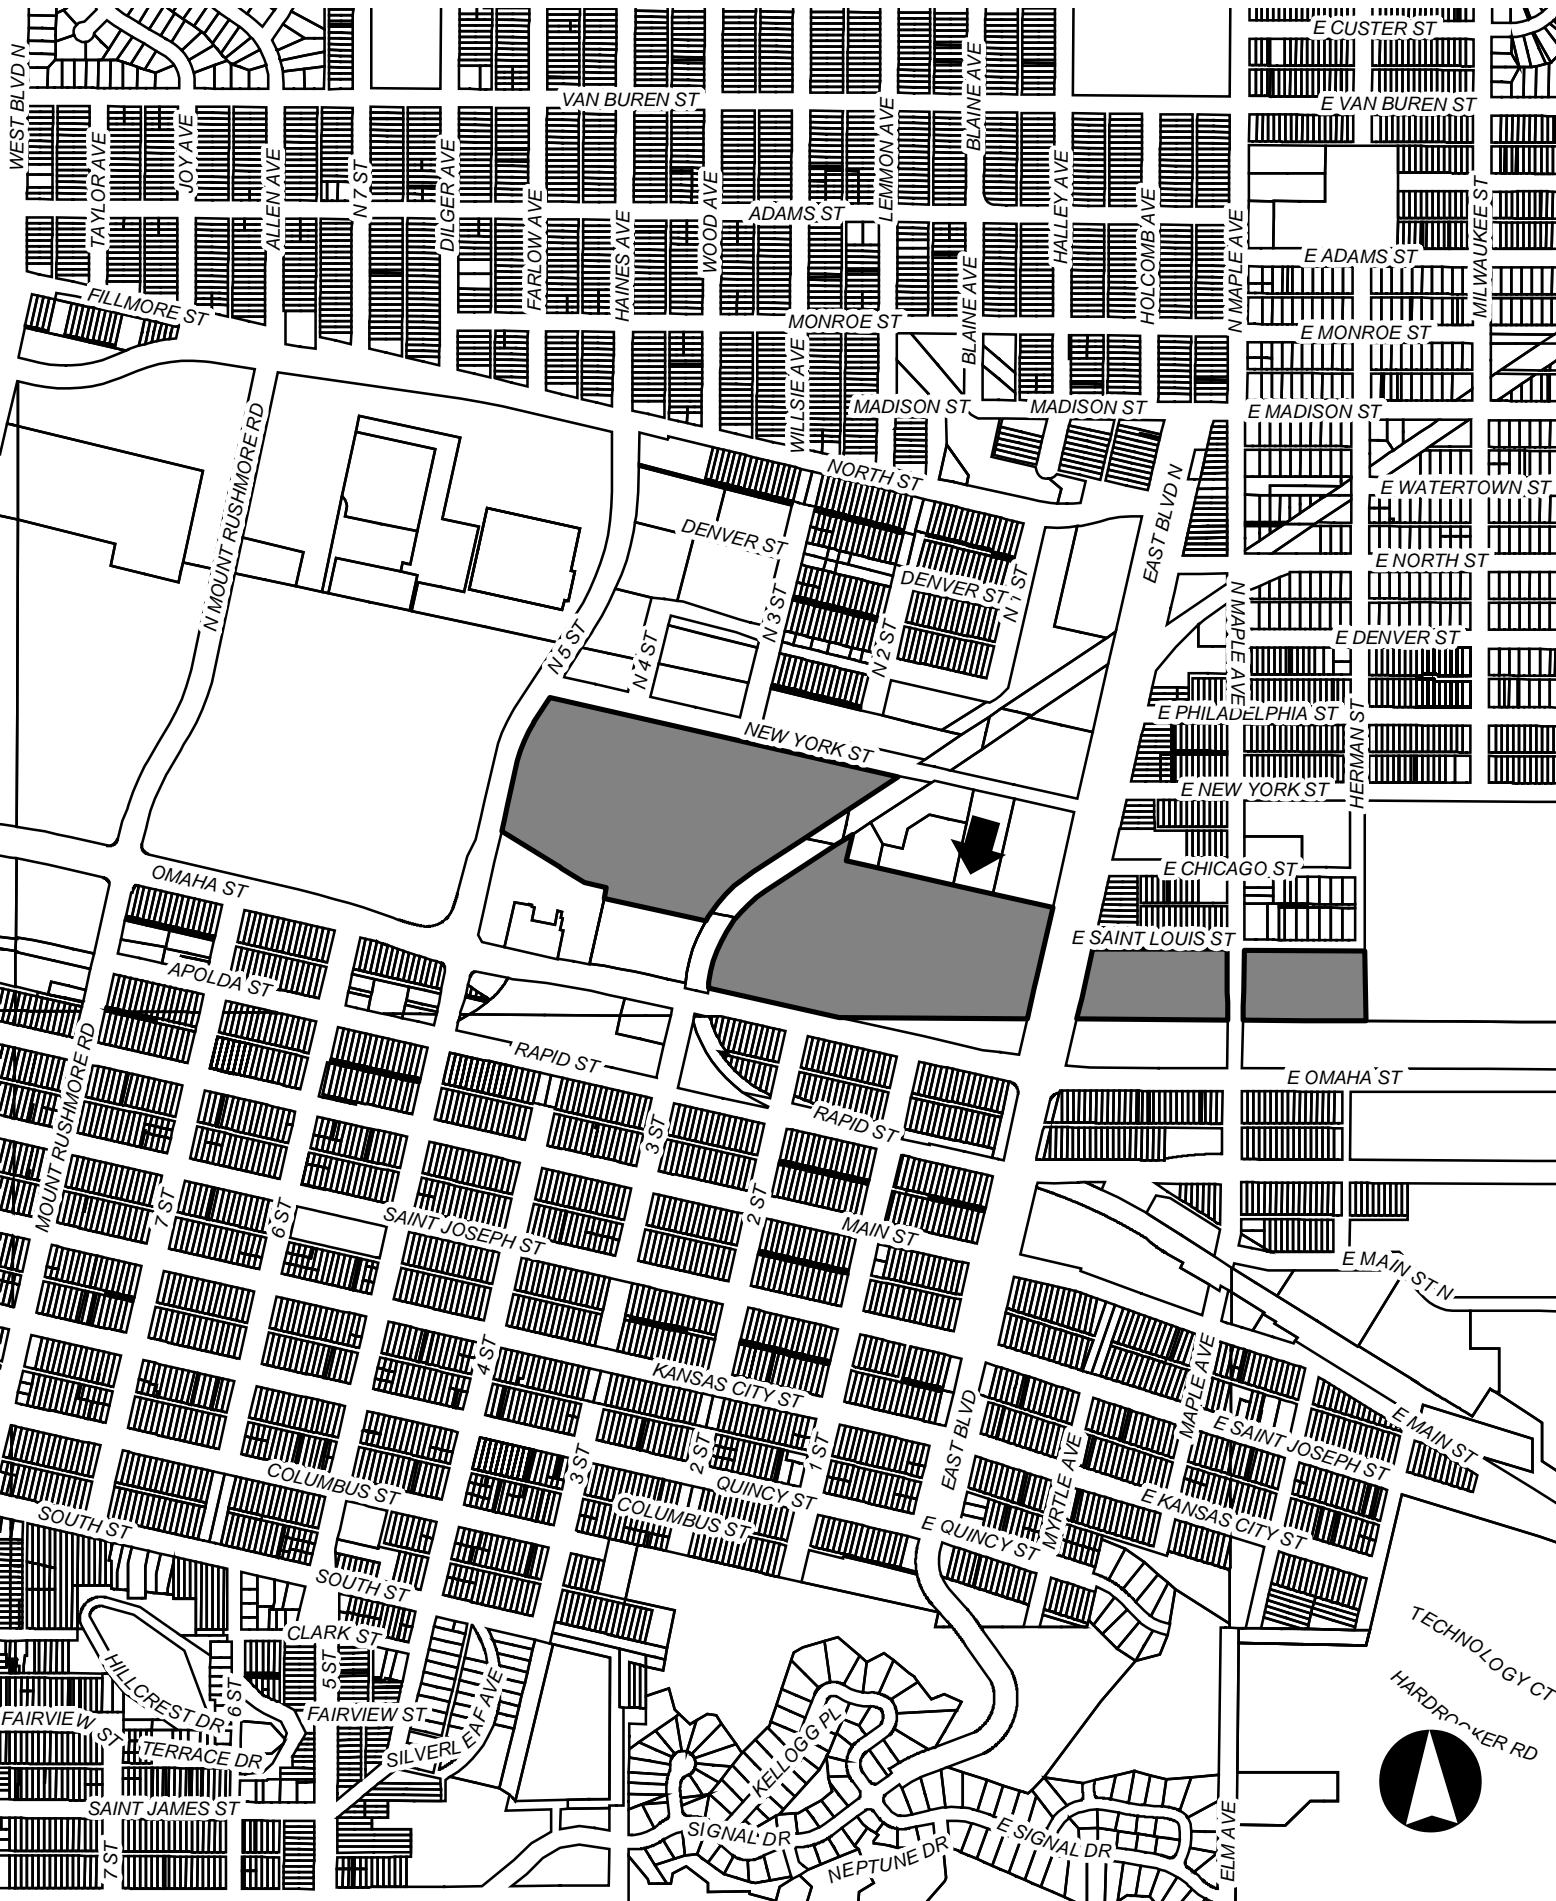 E CUSTER ST
WEST BLVD N
VAN BUREN ST
BLAINE AVE
E VAN BUREN ST
TAYLOR AVE
JOY AVE
ALLEN AVE
N 7 ST
DILGER AVE
FARLOW AVE
HAINES AVE
WOOD AVE
LEMMON AVE
HALLEY AVE
HOLCOMB AVE
N MAPLE AVE
MILWAUKEE ST
ADAMS ST
E ADAMS ST
FILLMORE ST
MONROE ST
BLAINE AVE
E MONROE ST
WILLSIE AVE
MADISON ST
MADISON ST
E MADISON ST
N MOUNT RUSHMORE RD
NORTH ST
EAST BLVD N
E WATERTOWN ST
DENVER ST
E NORTH ST
DENVER ST
N 1 ST
N 3 ST
N 2 ST
N 4 ST
N 5 ST
N MAPLE AVE
E DENVER ST
E PHILADELPHIA ST
HERMAN ST
NEW YORK ST
E NEW YORK ST
E CHICAGO ST
OMAHA ST
E SAINT LOUIS ST
APOLDA ST
RAPID ST
E OMAHA ST
MOUNT RUSHMORE RD
RAPID ST
3 ST
7 ST
6 ST
2 ST
SAINT JOSEPH ST
MAIN ST
E MAIN ST N
4 ST
KANSAS CITY ST
MAPLE AVE
EAST BLVD
E MAIN ST
E SAINT JOSEPH ST
3 ST
2 ST
1 ST
MYRTLE AVE
COLUMBUS ST
QUINCY ST
E KANSAS CITY ST
SOUTH ST
COLUMBUS ST
E QUINCY ST
SOUTH ST
CLARK ST
TECHNOLOGY CT
HILLCREST DR
6 ST
5 ST
SILVERLEAF AVE
HARDROCKER RD
FAIRVIEW ST
FAIRVIEW ST
KELLOGG PL
TERRACE DR
SAINT JAMES ST
SIGNAL DR
E SIGNAL DR
NEPTUNE DR
ELM AVE
7 ST